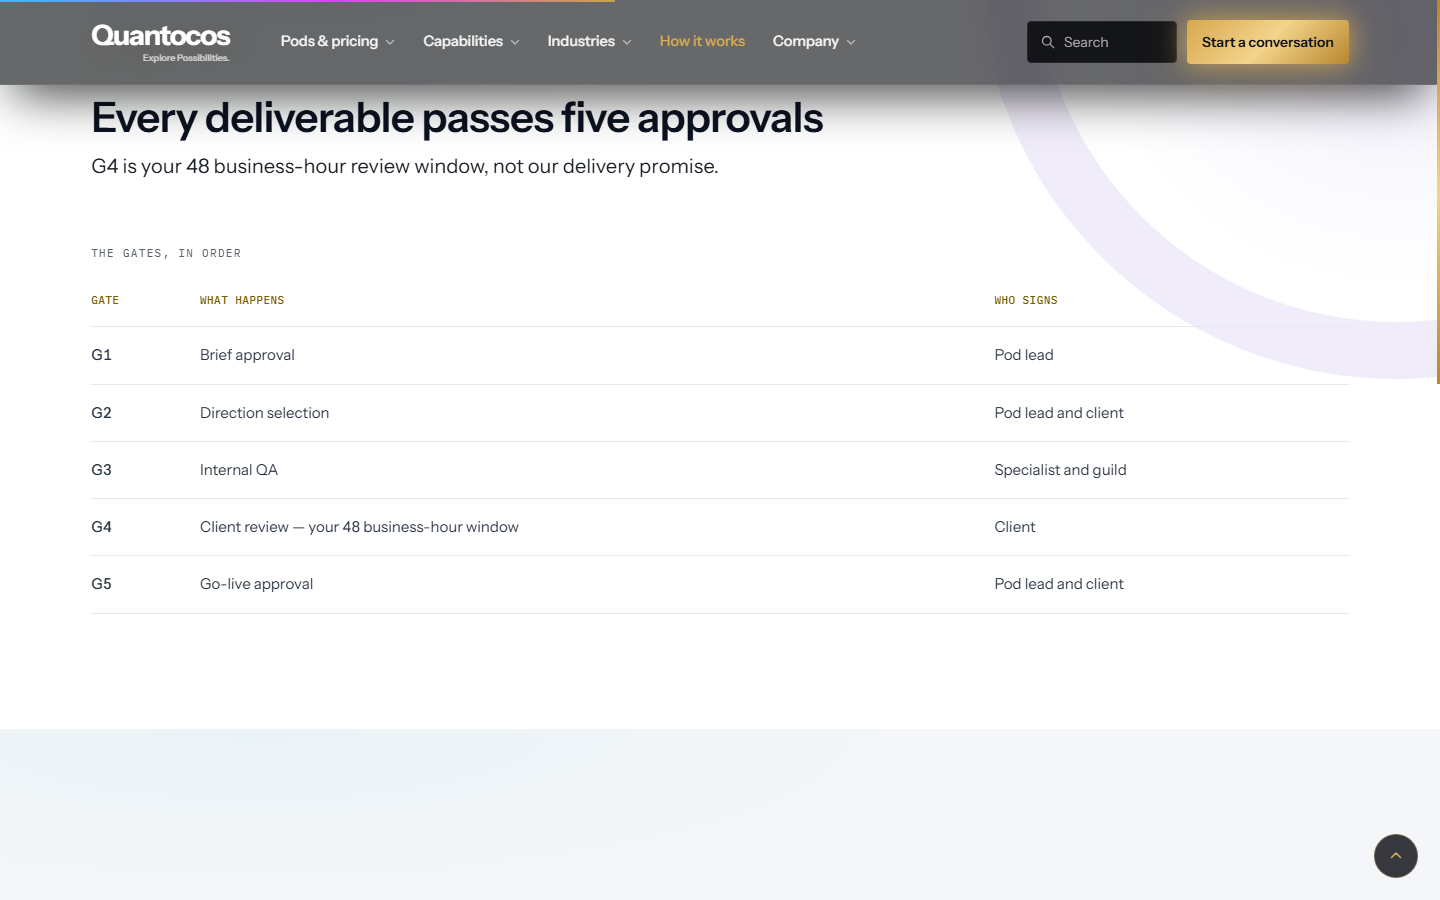 Quantocos
Explore Possibilities.
Pods & pricing
Capabilities
Industries
How it works
Company
Search
Start a conversation
Every deliverable passes five approvals
G4 is your 48 business-hour review window, not our delivery promise.
THE GATES, IN ORDER
GATE WHAT HAPPENS WHO SIGNS
G1 Brief approval Pod lead
G2 Direction selection Pod lead and client
G3 Internal QA Specialist and guild
G4 Client review — your 48 business-hour window Client
G5 Go-live approval Pod lead and client